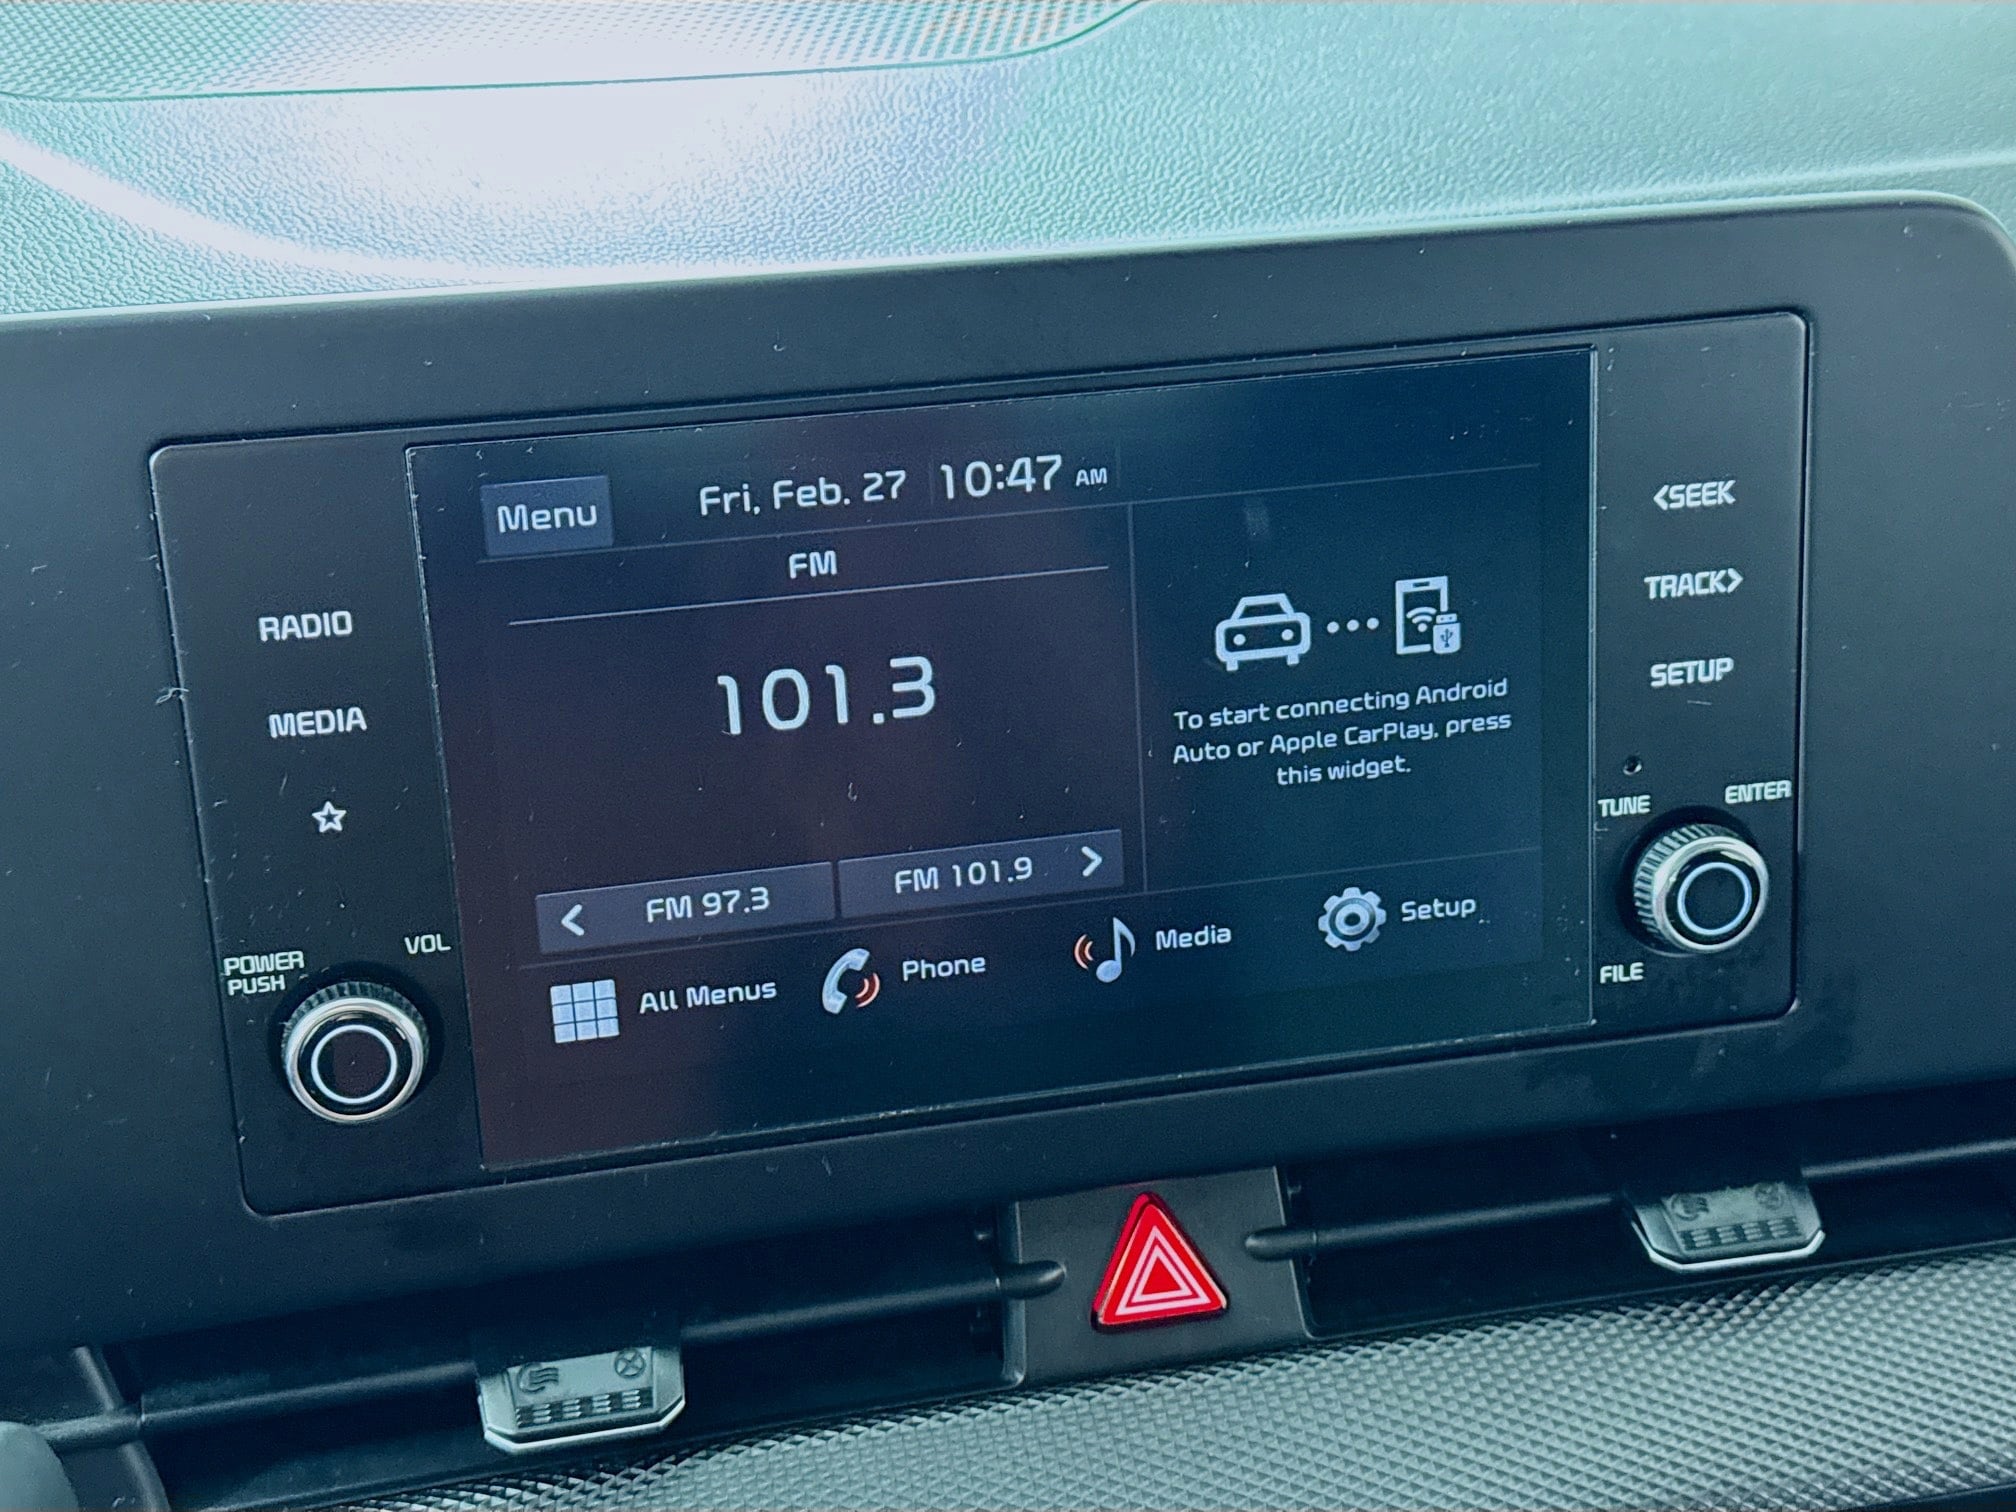 Menu
Fri, Feb. 27 10:47 AM
FM
101.3
FM 97.3
FM 101.9
To start connecting Android
Auto or Apple CarPlay, press
this widget.
All Menus
Phone
Media
Setup
RADIO
MEDIA
POWER
PUSH
VOL
<SEEK
TRACK>
SETUP
TUNE
ENTER
FILE